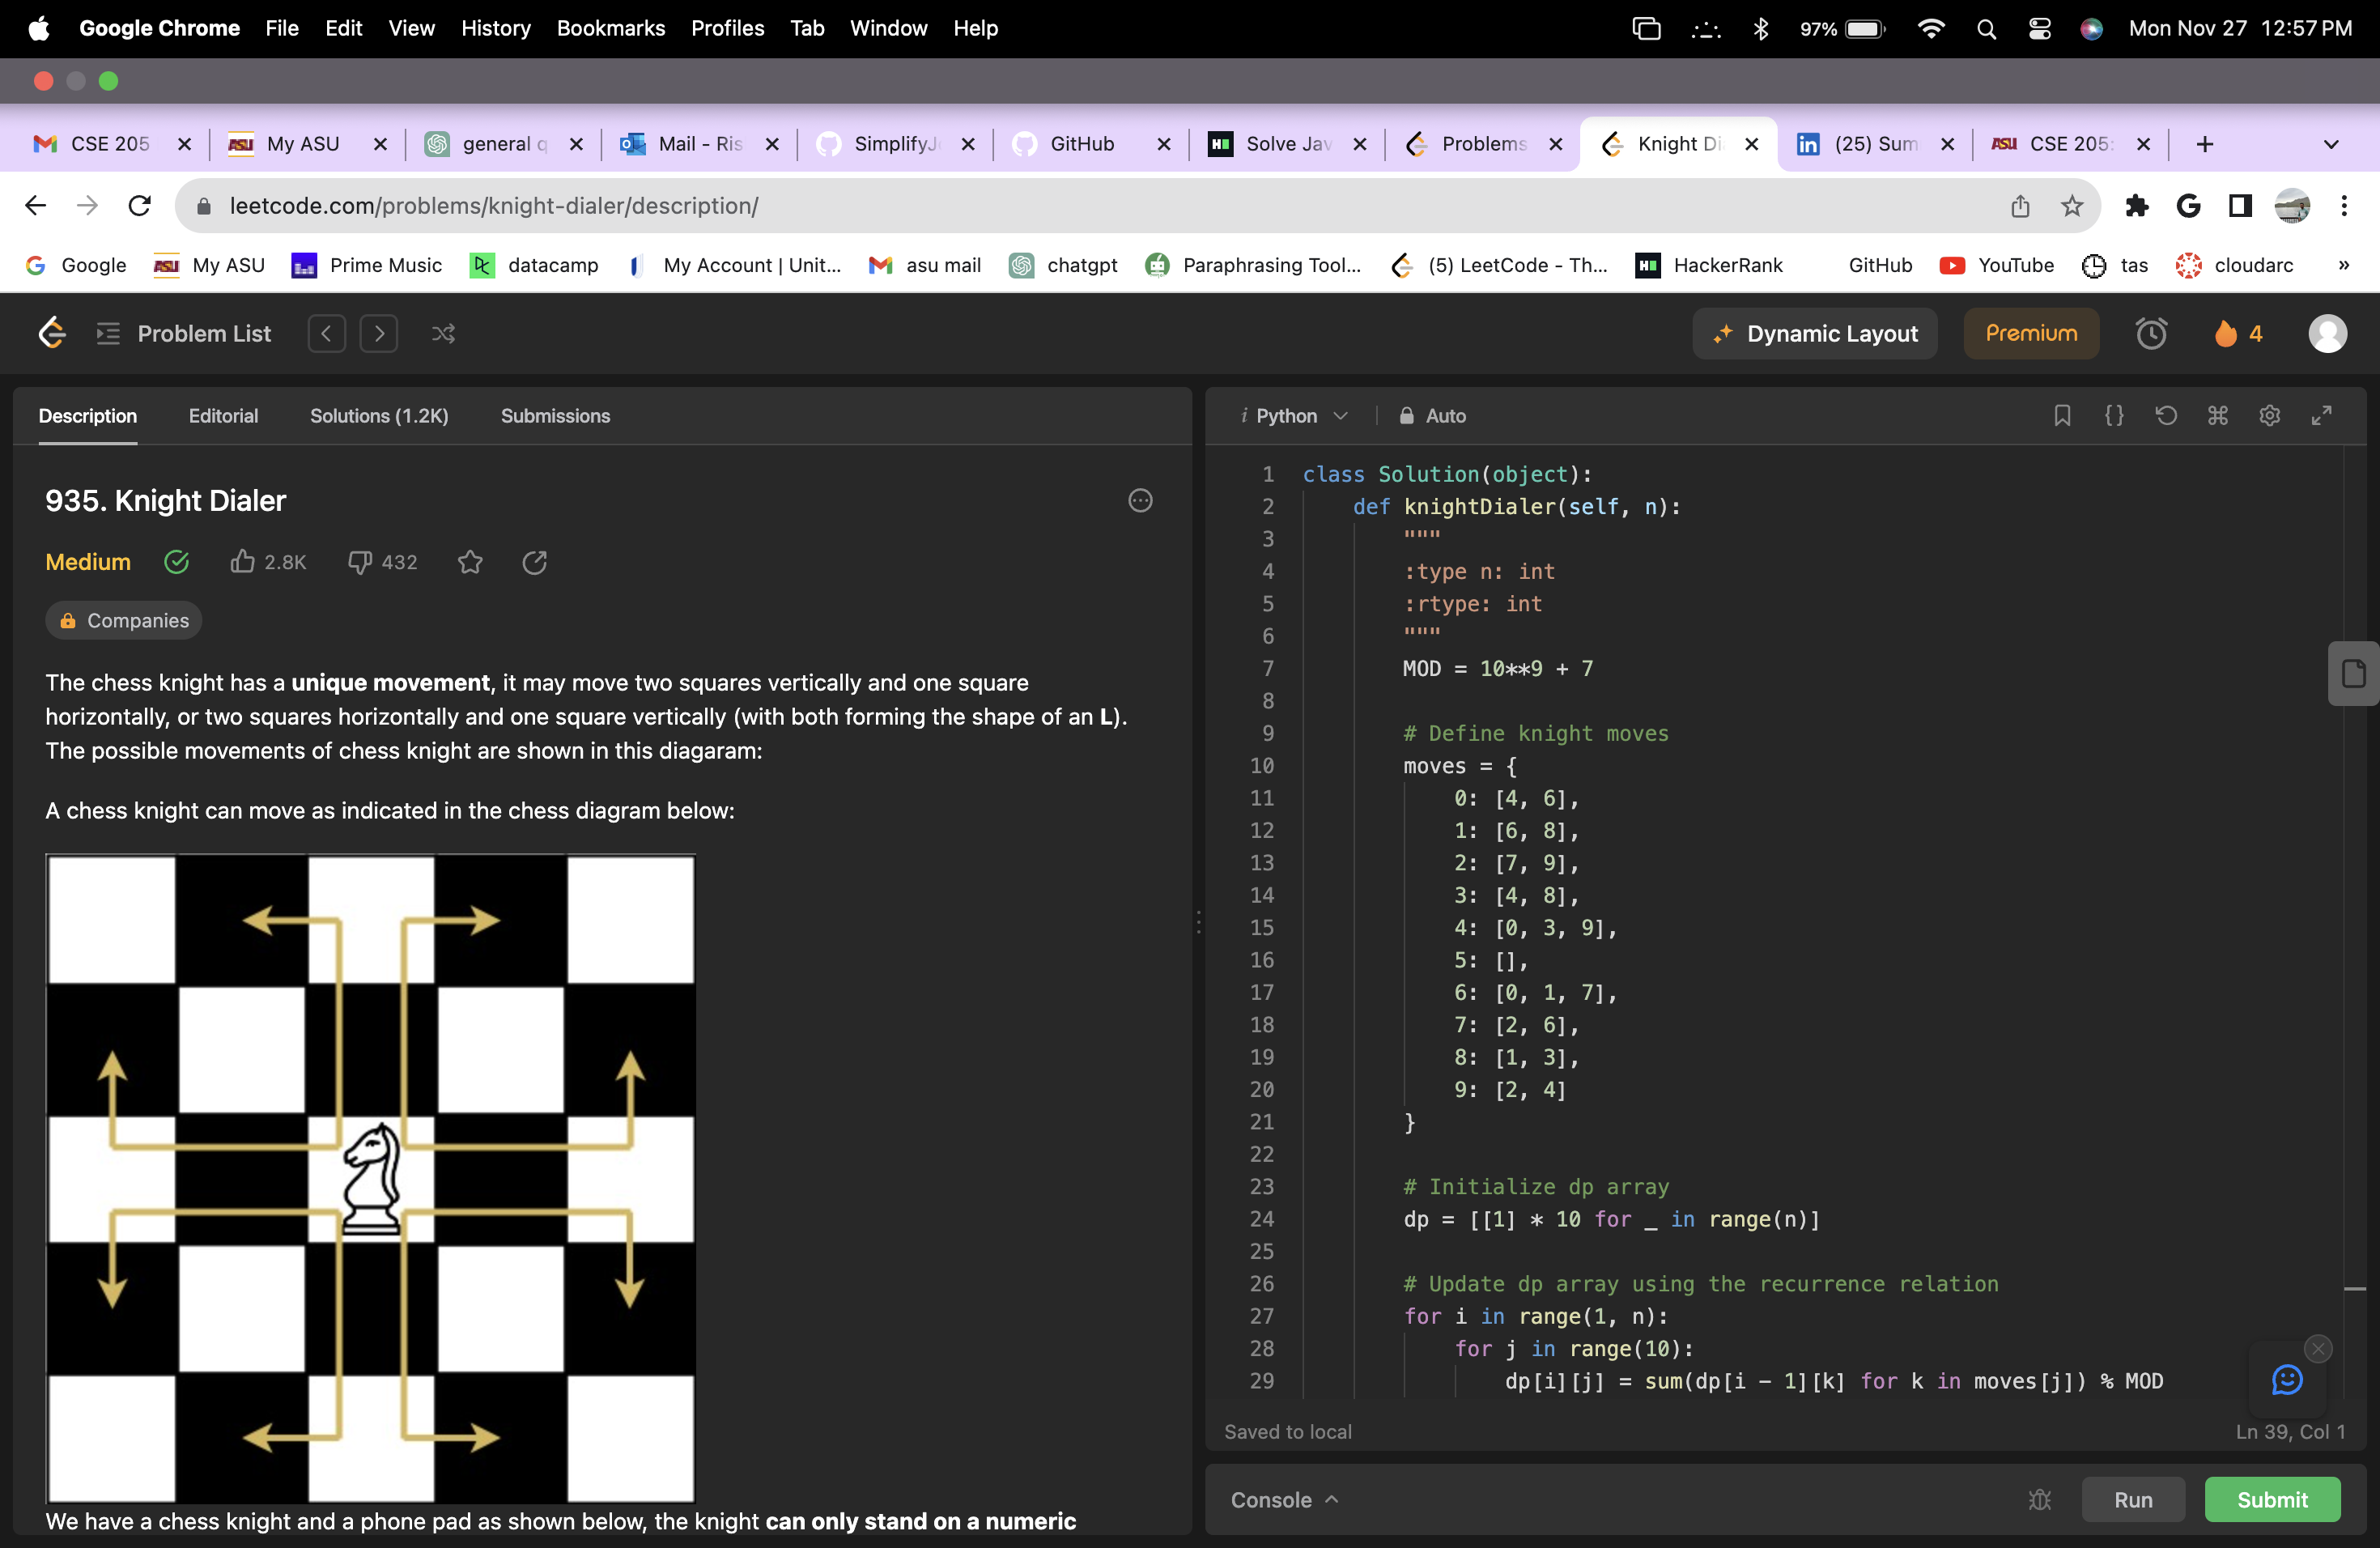 Google Chrome File Edit View History Bookmarks Profiles Tab Window Help 97% Mon Nov 27 12:57 PM
CSE 205 My ASU general q Mail - Ris SimplifyJ GitHub Solve Jav Problems Knight Di (25) Sum CSE 205:
leetcode.com/problems/knight-dialer/description/
Google My ASU Prime Music datacamp My Account | Unit... asu mail chatgpt Paraphrasing Tool... (5) LeetCode - Th... HackerRank GitHub YouTube tas cloudarc »
Problem List Dynamic Layout Premium 4
Description Editorial Solutions (1.2K) Submissions
935. Knight Dialer
Medium 2.8K 432
Companies
The chess knight has a unique movement, it may move two squares vertically and one square
horizontally, or two squares horizontally and one square vertically (with both forming the shape of an L).
The possible movements of chess knight are shown in this diagaram:
A chess knight can move as indicated in the chess diagram below:
We have a chess knight and a phone pad as shown below, the knight can only stand on a numeric
i Python Auto
1 class Solution(object):
2 def knightDialer(self, n):
3 """
4 :type n: int
5 :rtype: int
6 """
7 MOD = 10**9 + 7
8
9 # Define knight moves
10 moves = {
11 0: [4, 6],
12 1: [6, 8],
13 2: [7, 9],
14 3: [4, 8],
15 4: [0, 3, 9],
16 5: [],
17 6: [0, 1, 7],
18 7: [2, 6],
19 8: [1, 3],
20 9: [2, 4]
21 }
22
23 # Initialize dp array
24 dp = [[1] * 10 for _ in range(n)]
25
26 # Update dp array using the recurrence relation
27 for i in range(1, n):
28 for j in range(10):
29 dp[i][j] = sum(dp[i - 1][k] for k in moves[j]) % MOD
Saved to local Ln 39, Col 1
Console Run Submit